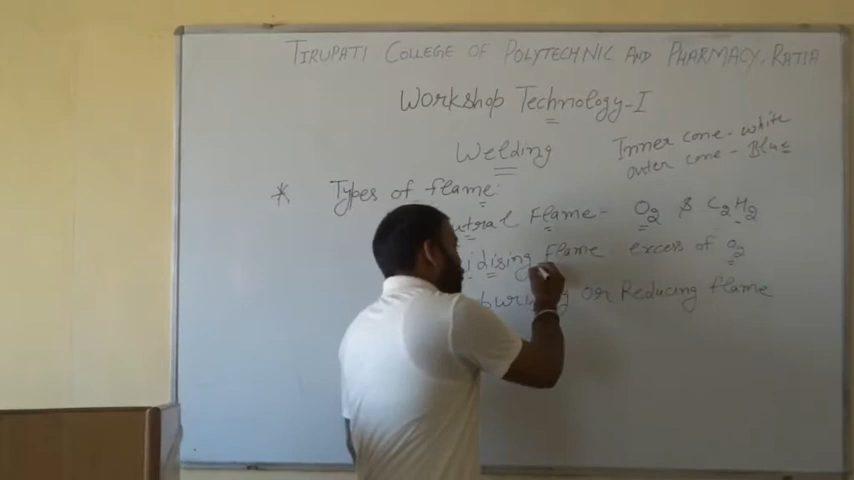 TIRUPATI COLLEGE OF POLYTECHNIC AND PHARMACY, RATIA
Workshop Technology-I
Welding
Inner cone - white
outer cone - Blue
* Types of flame:
Flame - O2 & C2H2
flame excess of O2
or Reducing flame